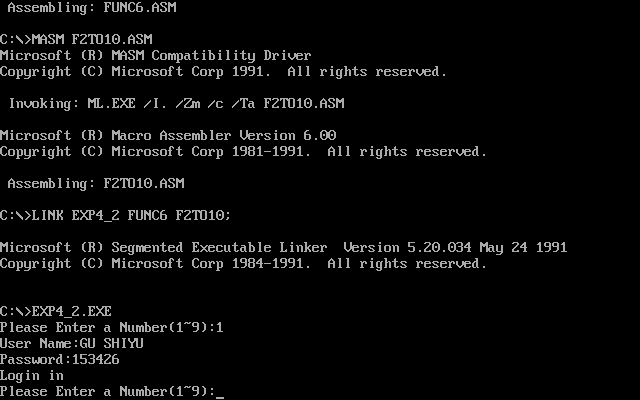 Assembling: FUNC6.ASM
C:\>MASM F2TO10.ASM
Microsoft (R) MASM Compatibility Driver
Copyright (C) Microsoft Corp 1991.  All rights reserved.
Invoking: ML.EXE /I. /Zm /c /Ta F2TO10.ASM
Microsoft (R) Macro Assembler Version 6.00
Copyright (C) Microsoft Corp 1981-1991.  All rights reserved.
Assembling: F2TO10.ASM
C:\>LINK EXP4_2 FUNC6 F2TO10;
Microsoft (R) Segmented Executable Linker  Version 5.20.034 May 24 1991
Copyright (C) Microsoft Corp 1984-1991.  All rights reserved.
C:\>EXP4_2.EXE
Please Enter a Number(1~9):1
User Name:GU SHIYU
Password:153426
Login in
Please Enter a Number(1~9):_